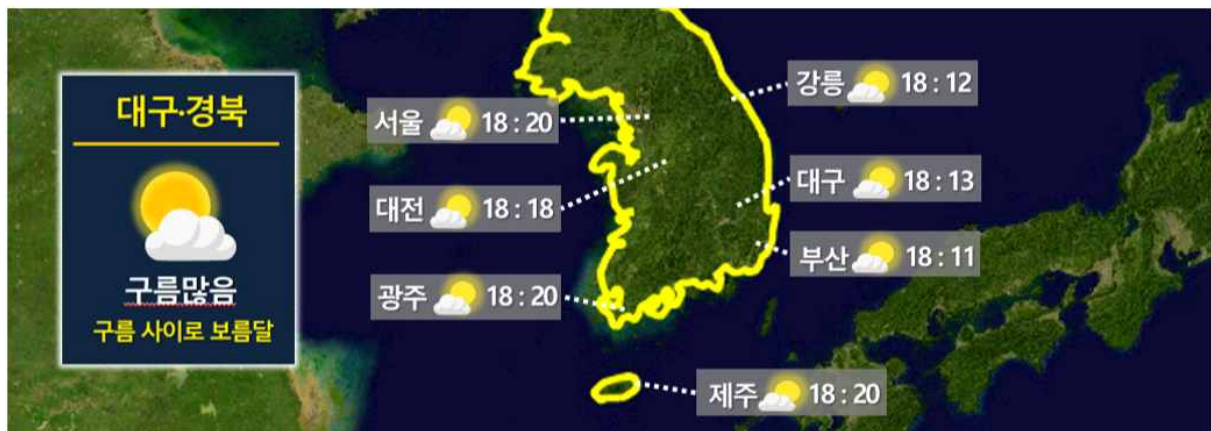 대구·경북
구름많음
구름 사이로 보름달
서울 18 : 20
대전 18 : 18
광주 18 : 20
강릉 18 : 12
대구 18 : 13
부산 18 : 11
제주 18 : 20